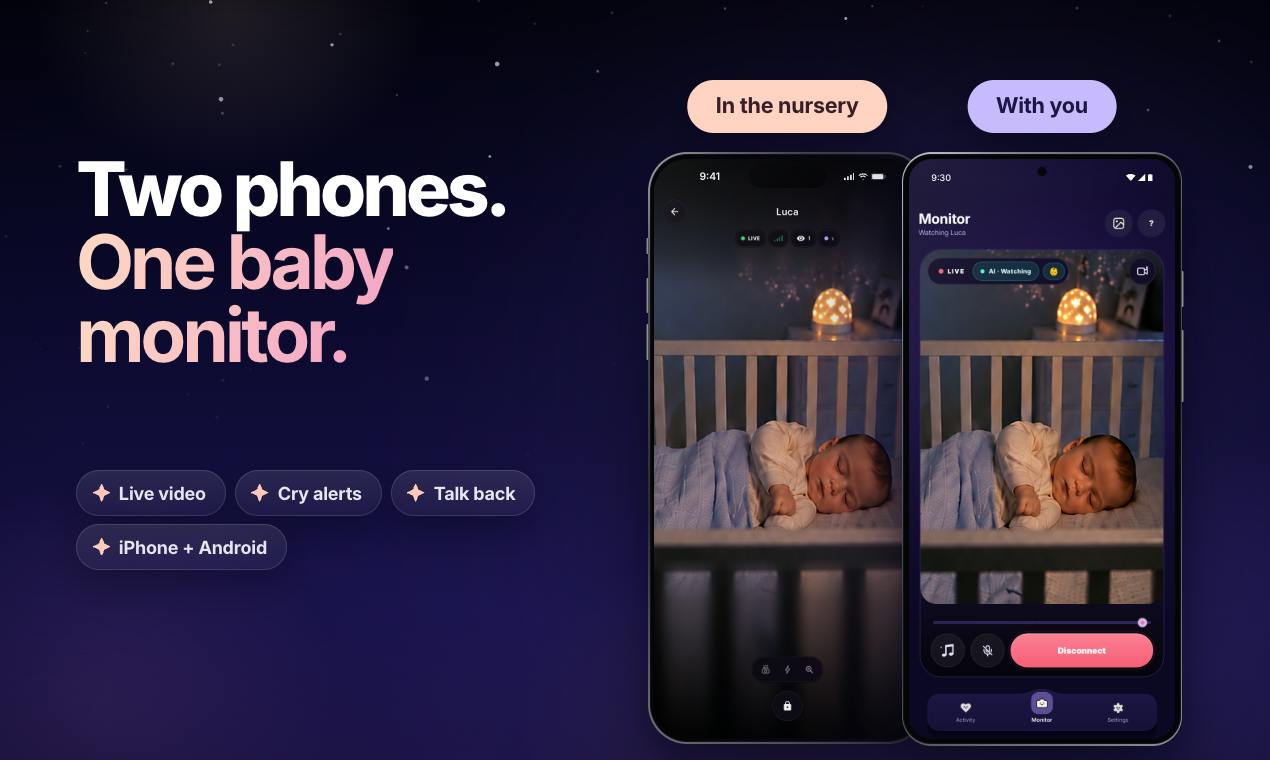 In the nursery
With you
Two phones.
One baby
monitor.
Live video
Cry alerts
Talk back
iPhone + Android
9:41
Luca
LIVE
1
9:30
Monitor
Watching Luca
?
LIVE
AI · Watching
Disconnect
Activity
Monitor
Settings